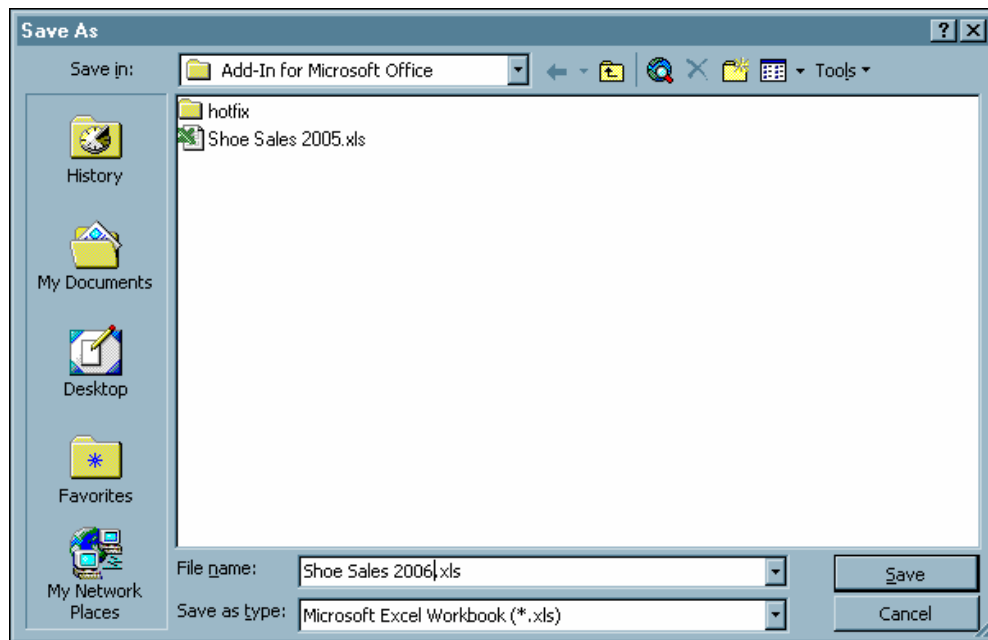 Save As
Save in:
Add-In for Microsoft Office
Tools
hotfix
Shoe Sales 2005.xls
History
My Documents
Desktop
Favorites
My Network
Places
File name:
Shoe Sales 2006.xls
Save
Save as type:
Microsoft Excel Workbook (*.xls)
Cancel